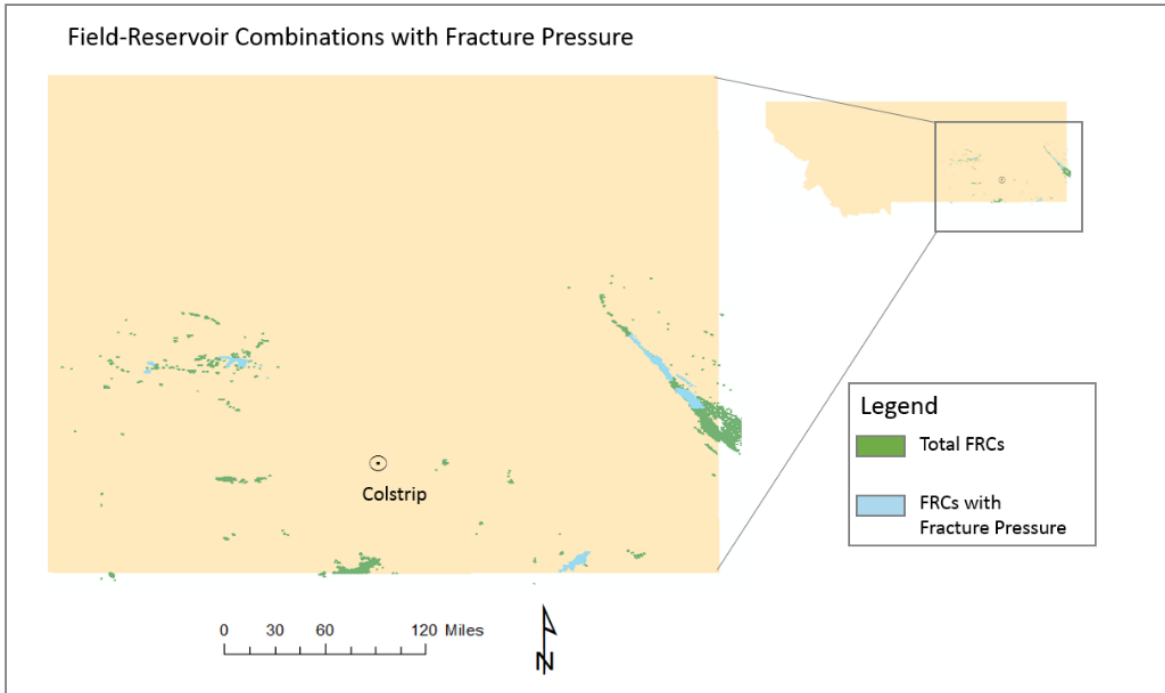 Field-Reservoir Combinations with Fracture Pressure
Colstrip
Legend
Total FRCs
FRCs with
Fracture Pressure
0 30 60 120 Miles
N